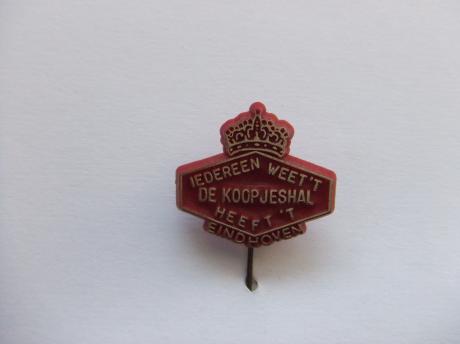 IEDEREEN WEET'T
DE KOOPJESHAL
HEEFT 'T
EINDHOVEN